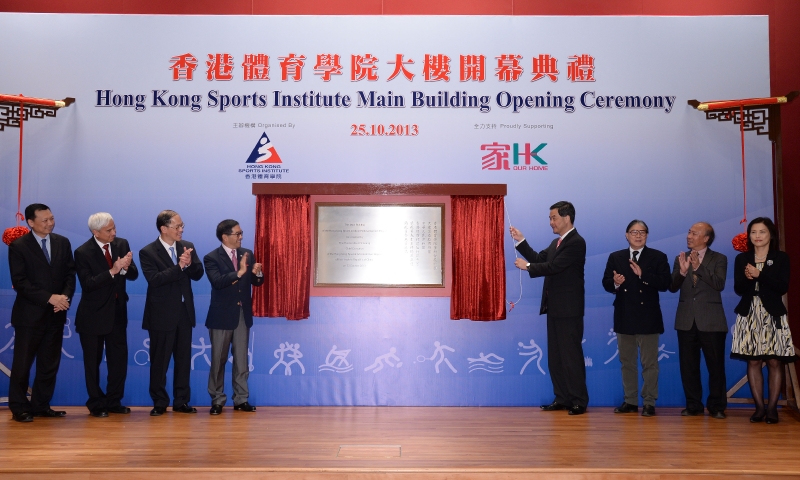 香港體育學院大樓開幕典禮
Hong Kong Sports Institute Main Building Opening Ceremony
主辦機構 Organised By
25.10.2013
主力支持 Proudly Supporting
HONG KONG
SPORTS INSTITUTE
香港體育學院
家HK
OUR HOME